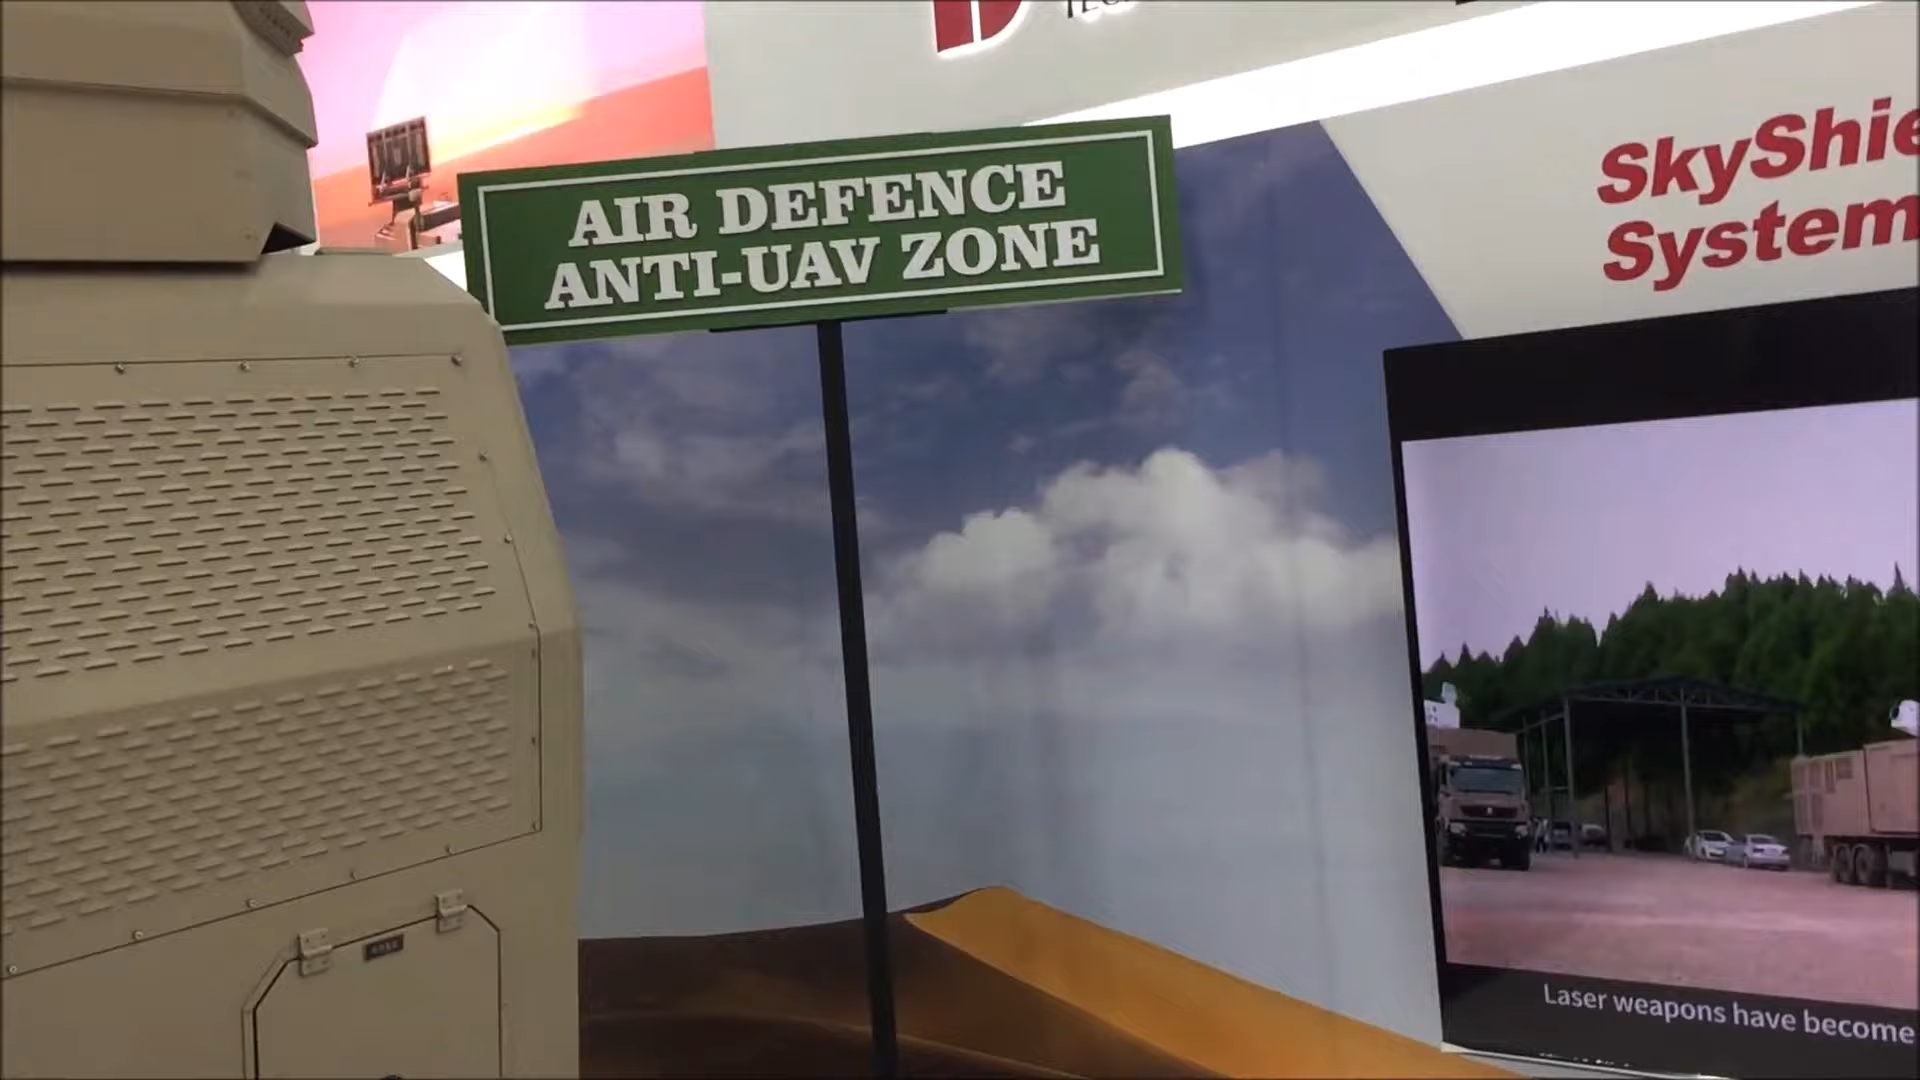 AIR DEFENCE
ANTI-UAV ZONE
SkyShie
System
Laser weapons have become